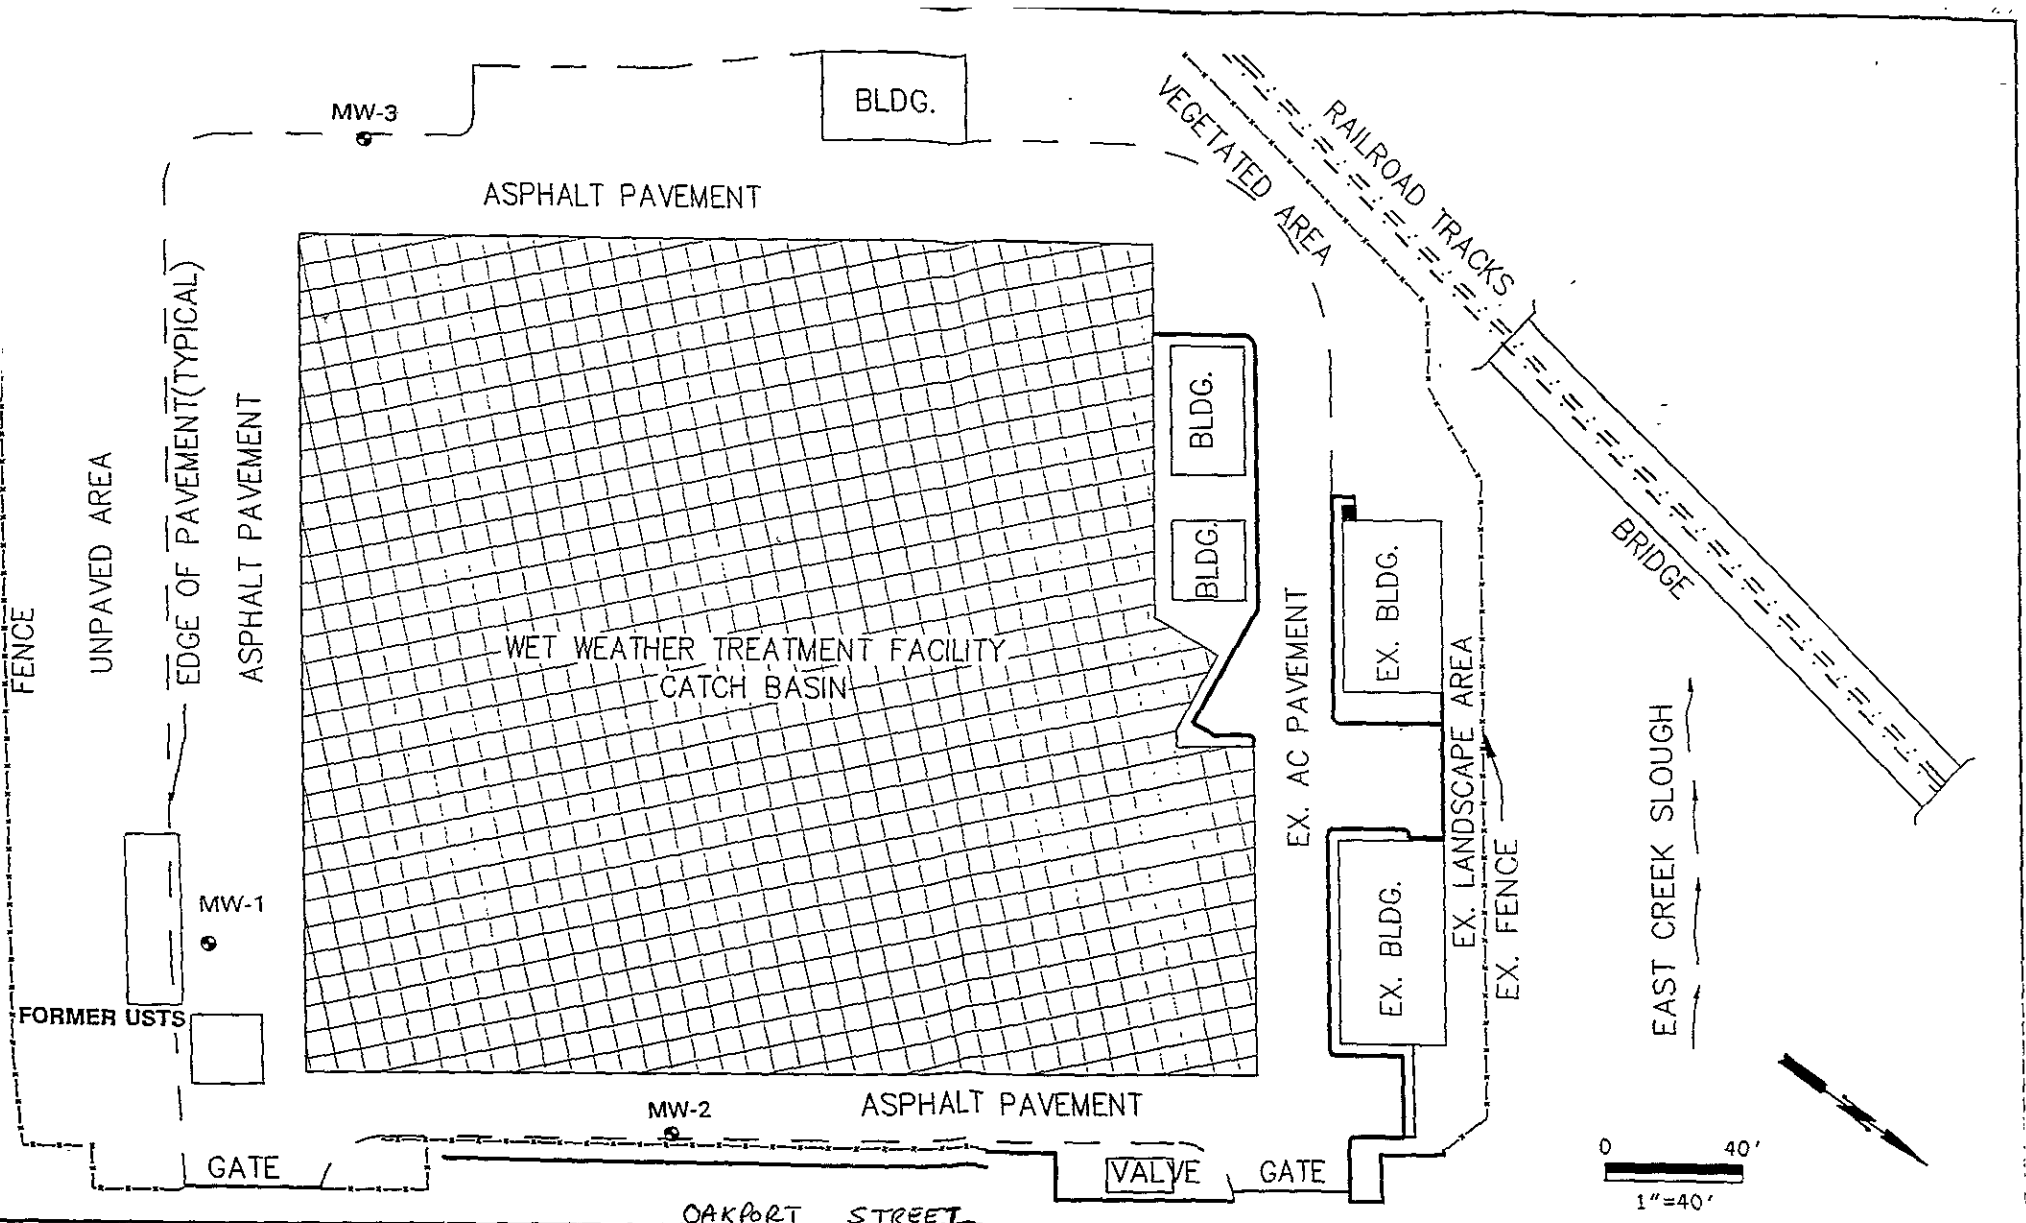 MW-3
BLDG.
VEGETATED AREA
RAILROAD TRACKS
ASPHALT PAVEMENT
FENCE
UNPAVED AREA
EDGE OF PAVEMENT(TYPICAL)
ASPHALT PAVEMENT
BLDG.
BLDG.
WET WEATHER TREATMENT FACILITY
CATCH BASIN
EX. AC PAVEMENT
EX. BLDG.
BRIDGE
MW-1
FORMER USTS
EX. BLDG.
EX. LANDSCAPE AREA
EX. FENCE
EAST CREEK SLOUGH
MW-2
ASPHALT PAVEMENT
GATE
VALVE
GATE
N
0 40'
1"=40'
OAKPORT STREET